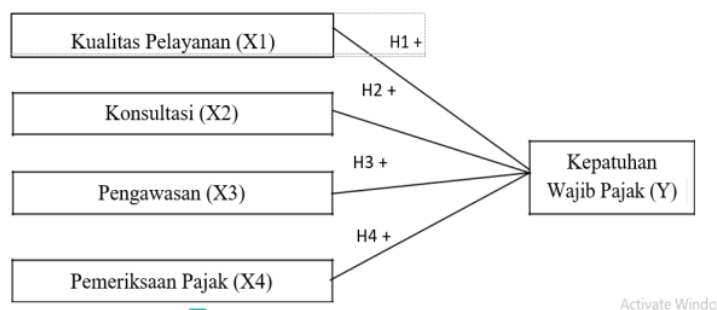 Kualitas Pelayanan (X1)
H1 +
H2 +
Konsultasi (X2)
H3 +
Kepatuhan
Wajib Pajak (Y)
Pengawasan (X3)
H4 +
Pemeriksaan Pajak (X4)
Activate Windo